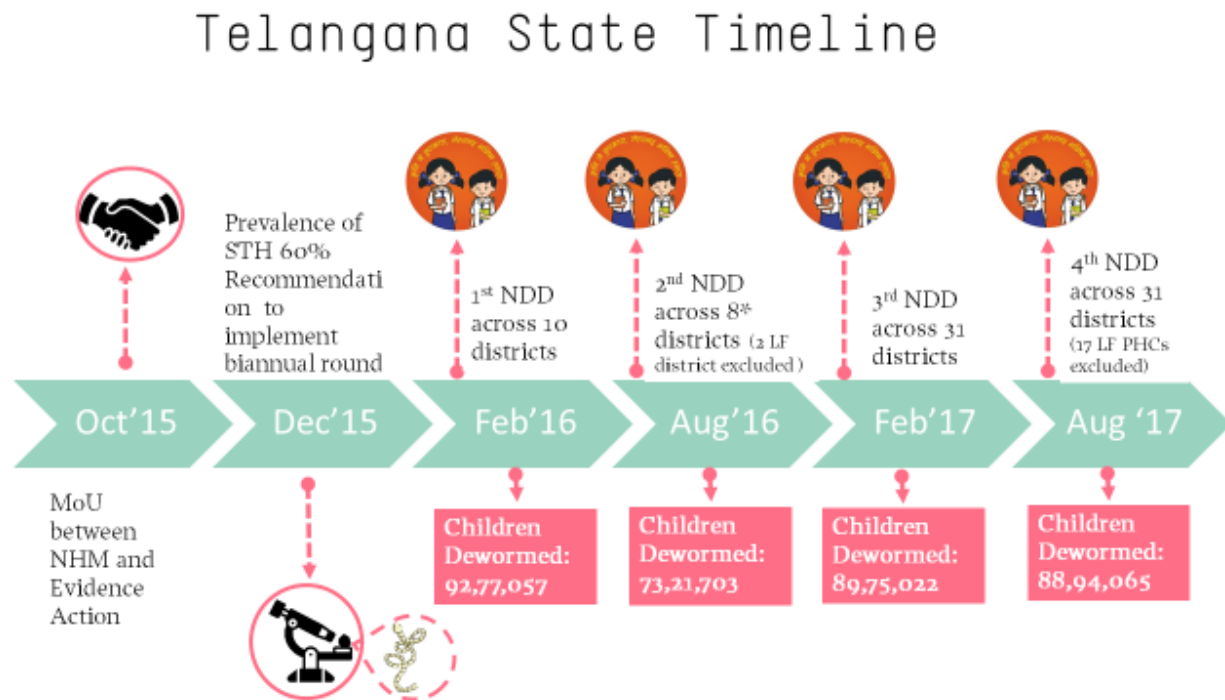 Telangana State Timeline
Prevalence of
STH 60%
Recommendati
on to
implement
biannual round
1st NDD
across 10
districts
2nd NDD
across 8*
districts (2 LF
district excluded)
3rd NDD
across 31
districts
4th NDD
across 31
districts
(17 LF PHCs
excluded)
Oct'15
Dec'15
Feb'16
Aug'16
Feb'17
Aug '17
MoU
between
NHM and
Evidence
Action
Children
Dewormed:
92,77,057
Children
Dewormed:
73,21,703
Children
Dewormed:
89,75,022
Children
Dewormed:
88,94,065